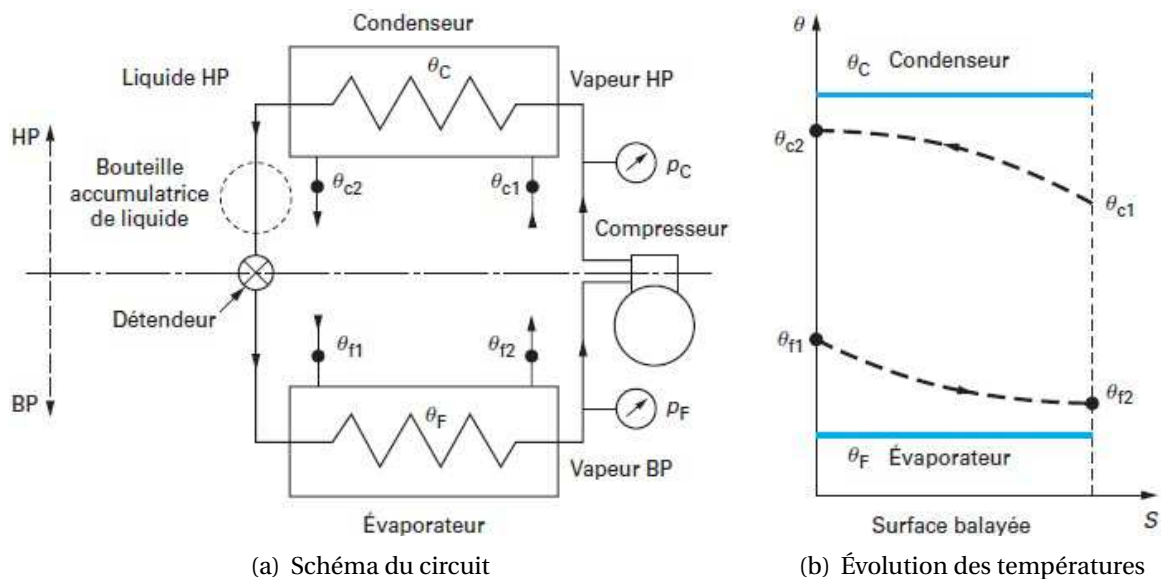 Condenseur
θC
Liquide HP
Vapeur HP
HP
Bouteille
accumulatrice
de liquide
θc2
θc1
pC
Compresseur
Détendeur
θf1
θf2
BP
θF
pF
Vapeur BP
Évaporateur
(a) Schéma du circuit
θ
θC Condenseur
θc2
θc1
θf1
θf2
θF Évaporateur
Surface balayée
S
(b) Évolution des températures